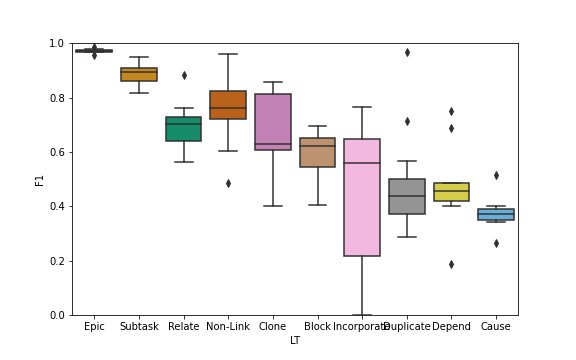 1.0
0.8
0.6
0.4
0.2
0.0
F1
Epic Subtask Relate Non-Link Clone Block Incorporate Duplicate Depend Cause
LT